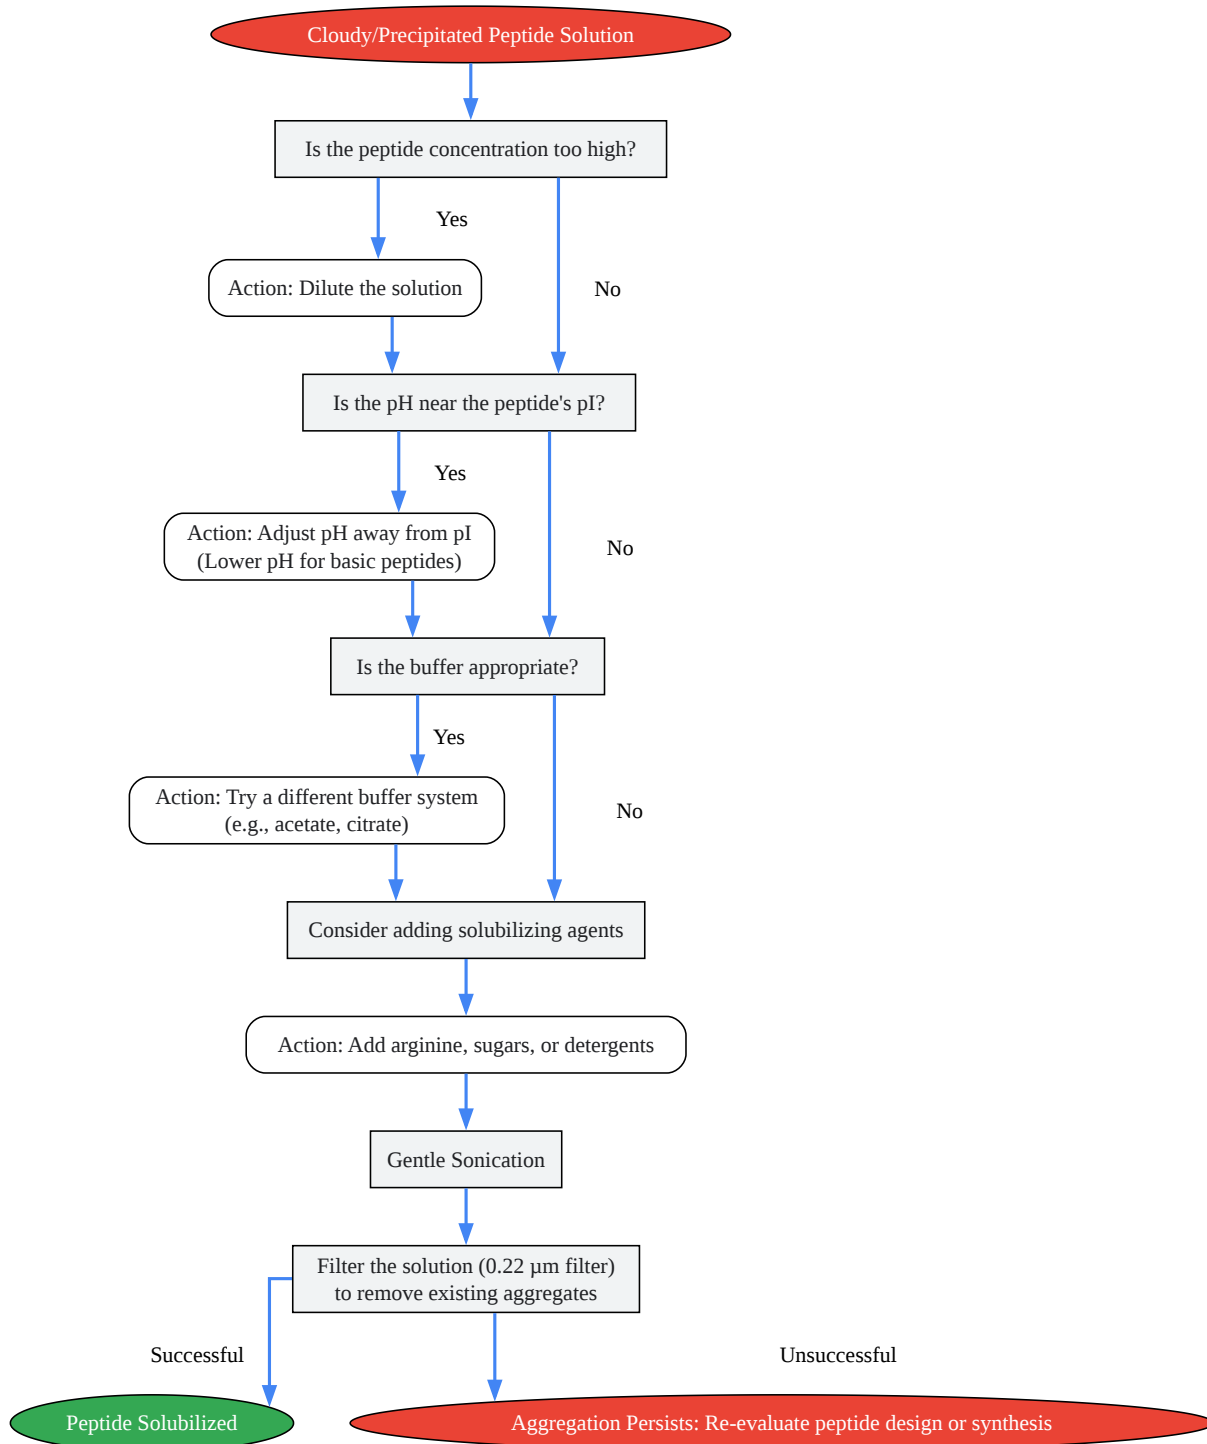 Cloudy/Precipitated Peptide Solution
Is the peptide concentration too high?
Yes
Action: Dilute the solution
No
Is the pH near the peptide's pI?
Yes
Action: Adjust pH away from pI
(Lower pH for basic peptides)
No
Is the buffer appropriate?
Yes
Action: Try a different buffer system
(e.g., acetate, citrate)
No
Consider adding solubilizing agents
Action: Add arginine, sugars, or detergents
Gentle Sonication
Filter the solution (0.22 µm filter)
to remove existing aggregates
Successful
Unsuccessful
Peptide Solubilized
Aggregation Persists: Re-evaluate peptide design or synthesis